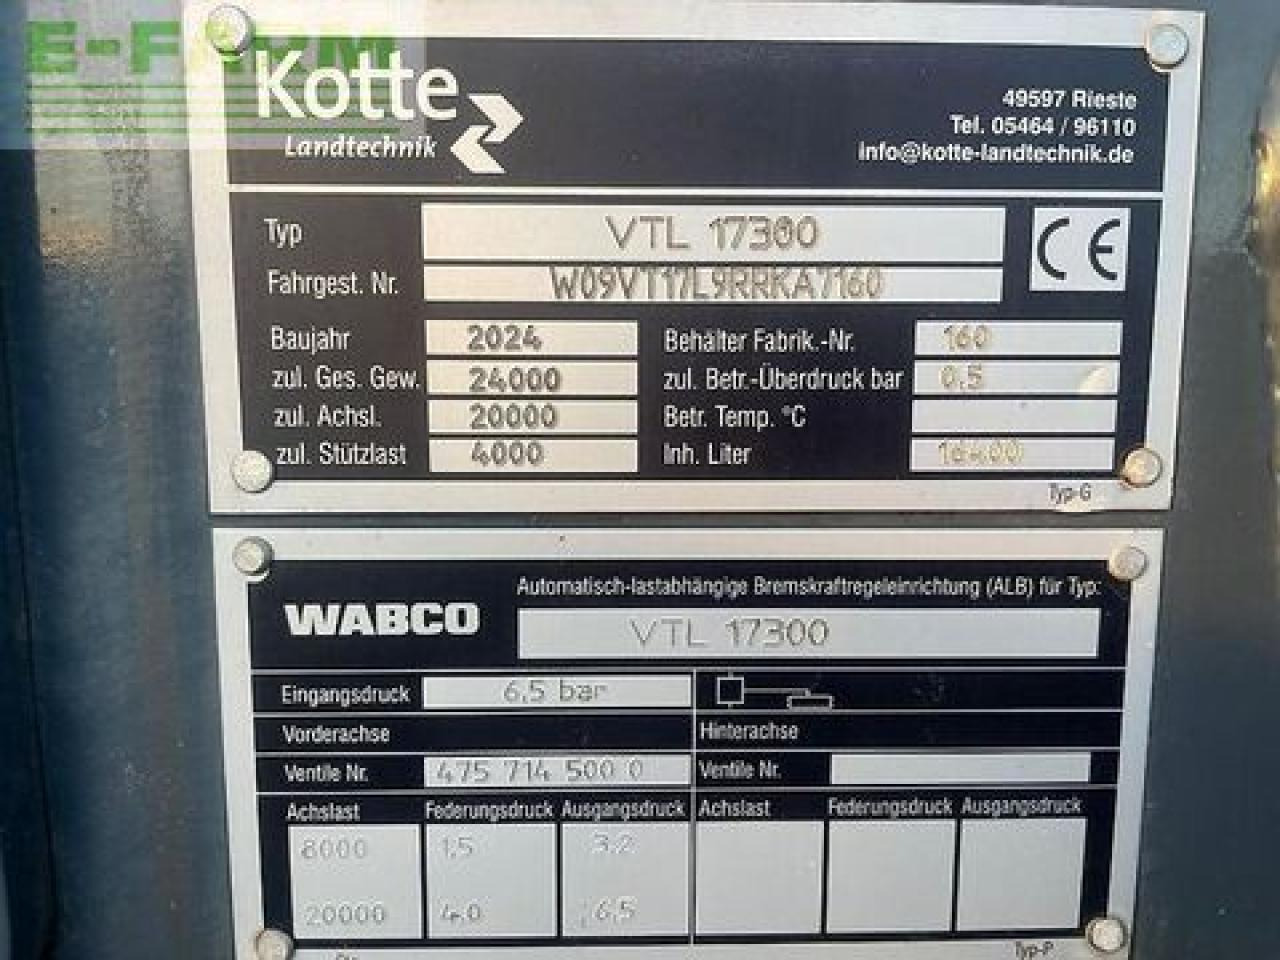 E-FARM
Kotte
Landtechnik
49597 Rieste
Tel. 05464 / 96110
info@kotte-landtechnik.de
Typ VTL 17300
Fahrgest. Nr. W09VT17L9RRKA7160
CE
Baujahr 2024 Behälter Fabrik.-Nr. 160
zul. Ges. Gew. 24000 zul. Betr.-Überdruck bar 0,5
zul. Achsl. 20000 Betr. Temp. °C
zul. Stützlast 4000 Inh. Liter 16400
Typ-G
Automatisch-lastabhängige Bremskraftregeleinrichtung (ALB) für Typ:
WABCO VTL 17300
Eingangsdruck 6,5 bar
Vorderachse Hinterachse
Ventile Nr. 475 714 500 0 Ventile Nr.
Achslast Federungsdruck Ausgangsdruck Achslast Federungsdruck Ausgangsdruck
8000 1,5 3,2
20000 4,0 6,5
Typ-P